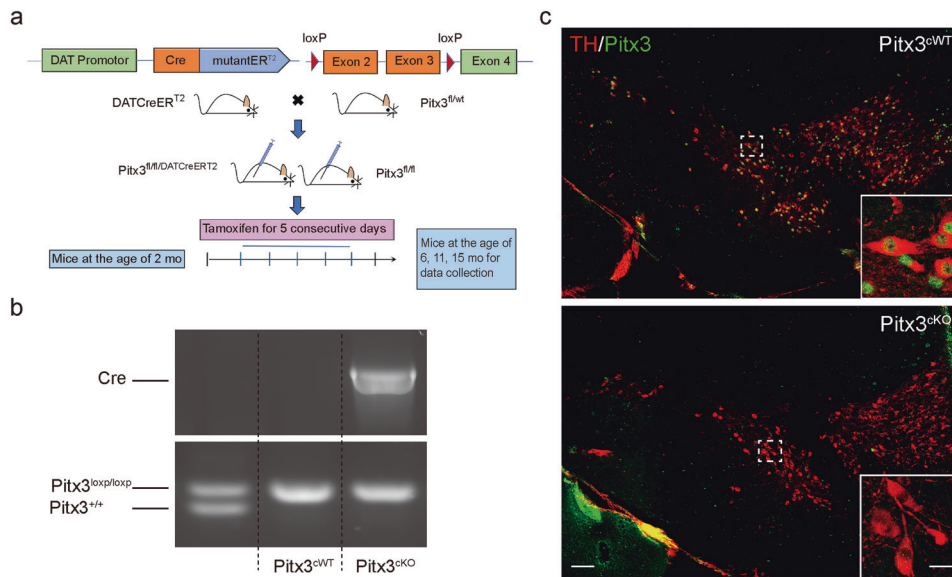 a
loxP
loxP
DAT Promotor
Cre
mutantER^T2
Exon 2
Exon 3
Exon 4
DATCreER^T2
Pitx3^fl/wt
Pitx3^fl/fl/DATCreERT2
Pitx3^fl/fl
Tamoxifen for 5 consecutive days
Mice at the age of 2 mo
Mice at the age of
6, 11, 15 mo for
data collection
b
Cre
Pitx3^loxp/loxp
Pitx3^+/+
Pitx3^cWT
Pitx3^cKO
c
TH/Pitx3
Pitx3^cWT
Pitx3^cKO